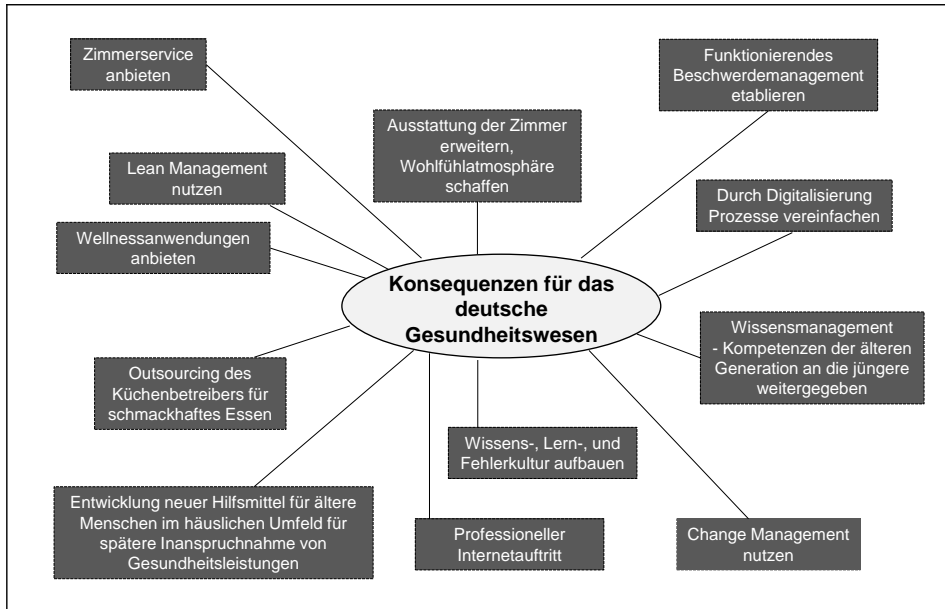 Zimmerservice
anbieten
Funktionierendes
Beschwerdemanagement
etablieren
Ausstattung der Zimmer
erweitern,
Wohlfühlatmosphäre
schaffen
Lean Management
nutzen
Durch Digitalisierung
Prozesse vereinfachen
Wellnessanwendungen
anbieten
Konsequenzen für das
deutsche
Gesundheitswesen
Wissensmanagement
- Kompetenzen der älteren
Generation an die jüngere
weitergegeben
Outsourcing des
Küchenbetreibers für
schmackhaftes Essen
Wissens-, Lern-, und
Fehlerkultur aufbauen
Entwicklung neuer Hilfsmittel für ältere
Menschen im häuslichen Umfeld für
spätere Inanspruchnahme von
Gesundheitsleistungen
Professioneller
Internetauftritt
Change Management
nutzen